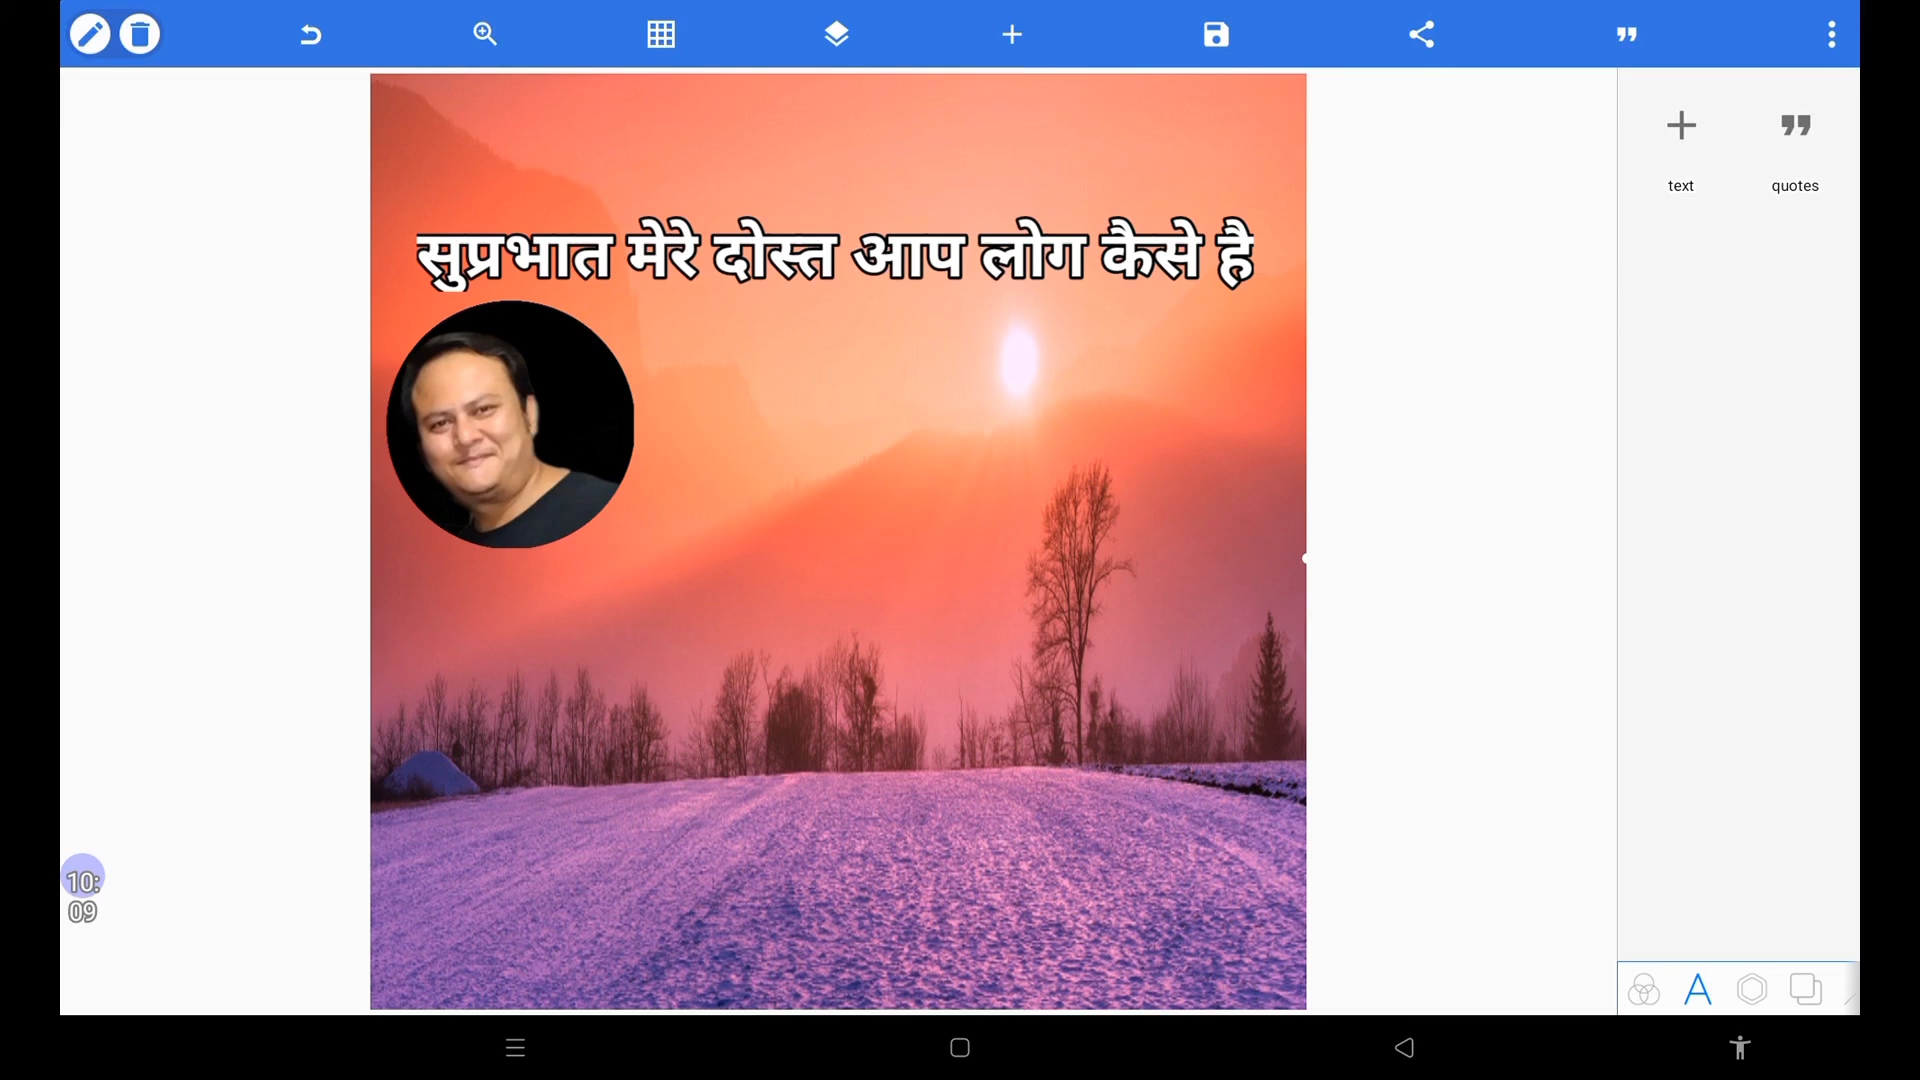 text quotes
सुप्रभात मेरे दोस्त आप लोग कैसे है
10:
09